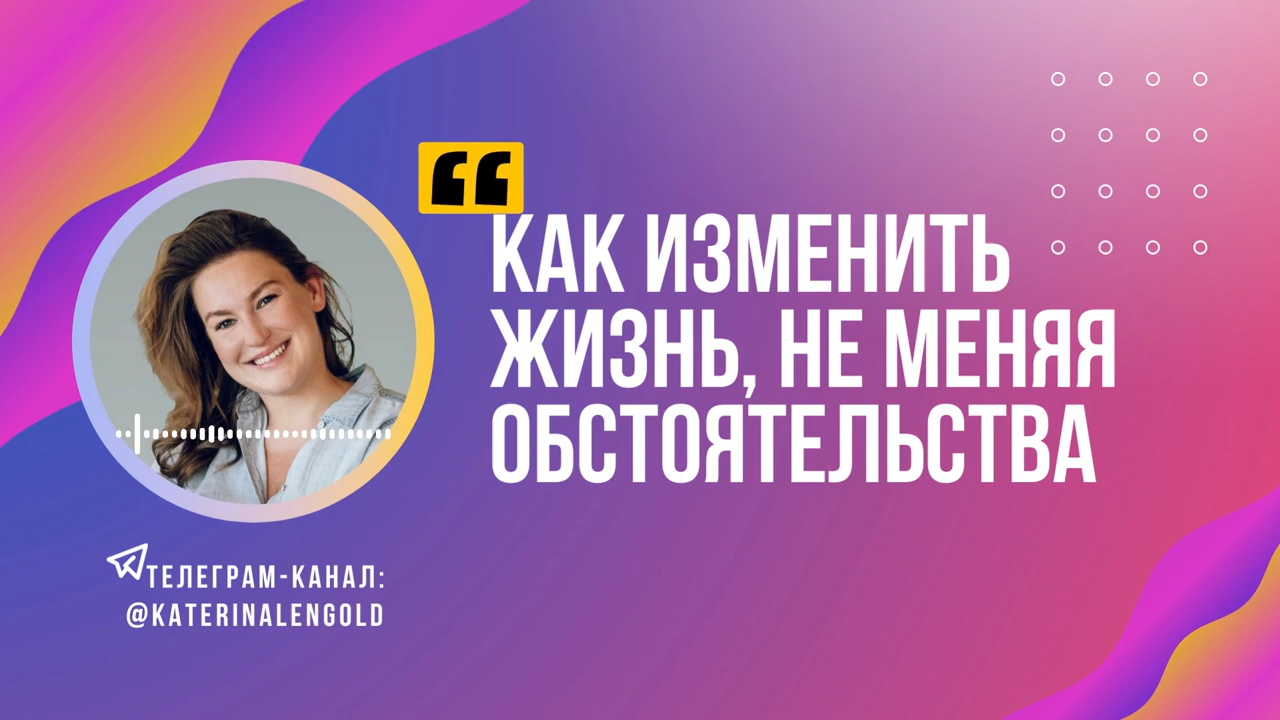 КАК ИЗМЕНИТЬ
ЖИЗНЬ, НЕ МЕНЯЯ
ОБСТОЯТЕЛЬСТВА
ТЕЛЕГРАМ-КАНАЛ:
@KATERINALENGOLD